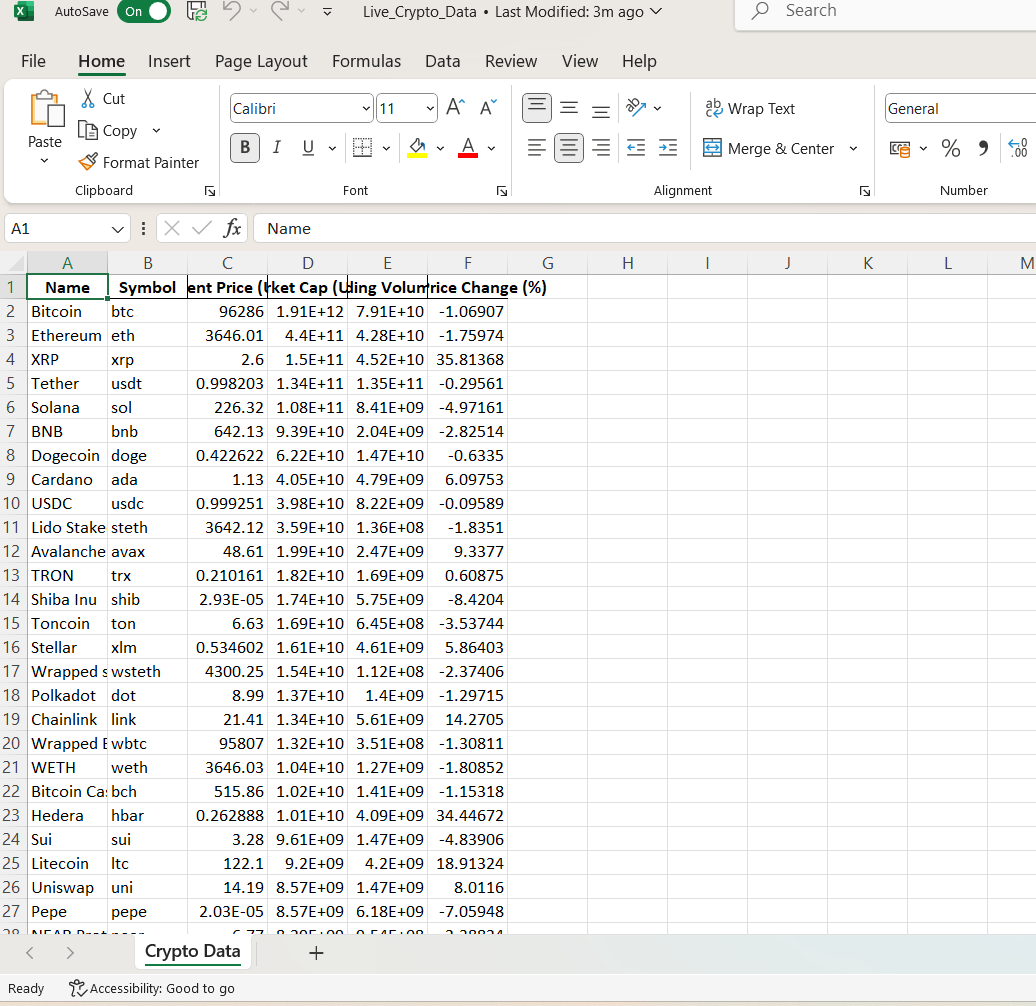 AutoSave On Live_Crypto_Data • Last Modified: 3m ago Search
File Home Insert Page Layout Formulas Data Review View Help
Paste
Cut
Copy
Format Painter
Clipboard
Calibri 11
B I U A
Font
ab Wrap Text
Merge & Center
Alignment
General
% .00
Number
A1 fx Name
A B C D E F G H I J K L M
1 Name Symbol ent Price (U rket Cap (U ding Volum rice Change (%)
2 Bitcoin btc 96286 1.91E+12 7.91E+10 -1.06907
3 Ethereum eth 3646.01 4.4E+11 4.28E+10 -1.75974
4 XRP xrp 2.6 1.5E+11 4.52E+10 35.81368
5 Tether usdt 0.998203 1.34E+11 1.35E+11 -0.29561
6 Solana sol 226.32 1.08E+11 8.41E+09 -4.97161
7 BNB bnb 642.13 9.39E+10 2.04E+09 -2.82514
8 Dogecoin doge 0.422622 6.22E+10 1.47E+10 -0.6335
9 Cardano ada 1.13 4.05E+10 4.79E+09 6.09753
10 USDC usdc 0.999251 3.98E+10 8.22E+09 -0.09589
11 Lido Stake steth 3642.12 3.59E+10 1.36E+08 -1.8351
12 Avalanche avax 48.61 1.99E+10 2.47E+09 9.3377
13 TRON trx 0.210161 1.82E+10 1.69E+09 0.60875
14 Shiba Inu shib 2.93E-05 1.74E+10 5.75E+09 -8.4204
15 Toncoin ton 6.63 1.69E+10 6.45E+08 -3.53744
16 Stellar xlm 0.534602 1.61E+10 4.61E+09 5.86403
17 Wrapped s wsteth 4300.25 1.54E+10 1.12E+08 -2.37406
18 Polkadot dot 8.99 1.37E+10 1.4E+09 -1.29715
19 Chainlink link 21.41 1.34E+10 5.61E+09 14.2705
20 Wrapped B wbtc 95807 1.32E+10 3.51E+08 -1.30811
21 WETH weth 3646.03 1.04E+10 1.27E+09 -1.80852
22 Bitcoin Ca bch 515.86 1.02E+10 1.41E+09 -1.15318
23 Hedera hbar 0.262888 1.01E+10 4.09E+09 34.44672
24 Sui sui 3.28 9.61E+09 1.47E+09 -4.83906
25 Litecoin ltc 122.1 9.2E+09 4.2E+09 18.91324
26 Uniswap uni 14.19 8.57E+09 1.47E+09 8.0116
27 Pepe pepe 2.03E-05 8.57E+09 6.18E+09 -7.05948
Crypto Data
Ready Accessibility: Good to go